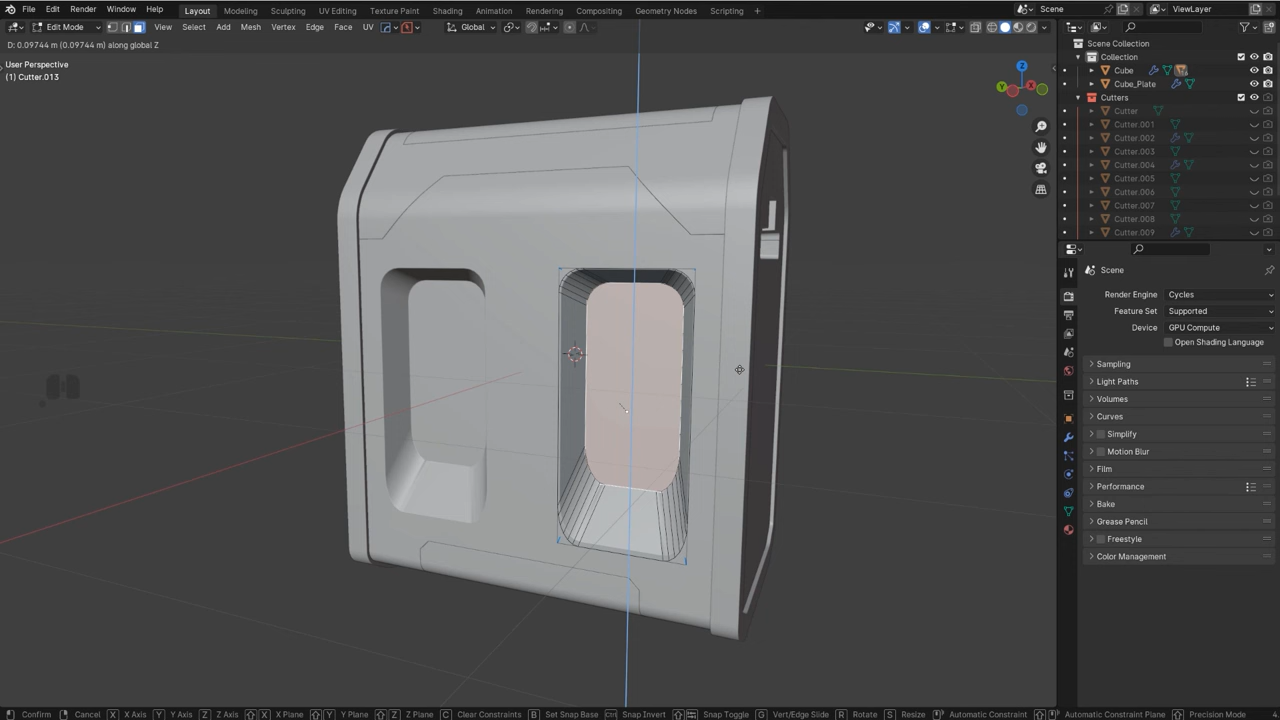 File Edit Render Window Help Layout Modeling Sculpting UV Editing Texture Paint Shading Animation Rendering Compositing Geometry Nodes Scripting + Scene ViewLayer
Edit Mode View Select Add Mesh Vertex Edge Face UV Global
D: 0.09744 m (0.09744 m) along global Z
User Perspective
(1) Cutter.013
Z
Y
X
Scene Collection
Collection
Cube
Cube_Plate
Cutters
Cutter
Cutter.001
Cutter.002
Cutter.003
Cutter.004
Cutter.005
Cutter.006
Cutter.007
Cutter.008
Cutter.009
Scene
Render Engine Cycles
Feature Set Supported
Device GPU Compute
Open Shading Language
Sampling
Light Paths
Volumes
Curves
Simplify
Motion Blur
Film
Performance
Bake
Grease Pencil
Freestyle
Color Management
Confirm Cancel X X Axis Y Y Axis Z Z Axis X X Plane Y Y Plane Z Z Plane C Clear Constraints B Set Snap Base Ctrl Snap Invert Snap Toggle G Vert/Edge Slide R Rotate S Resize Automatic Constraint Automatic Constraint Plane Precision Mode